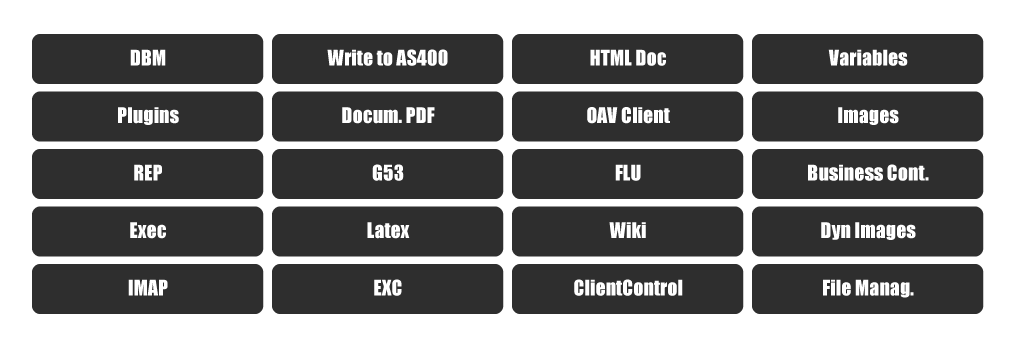 DBM
Write to AS400
HTML Doc
Variables
Plugins
Docum. PDF
OAV Client
Images
REP
G53
FLU
Business Cont.
Exec
Latex
Wiki
Dyn Images
IMAP
EXC
ClientControl
File Manag.